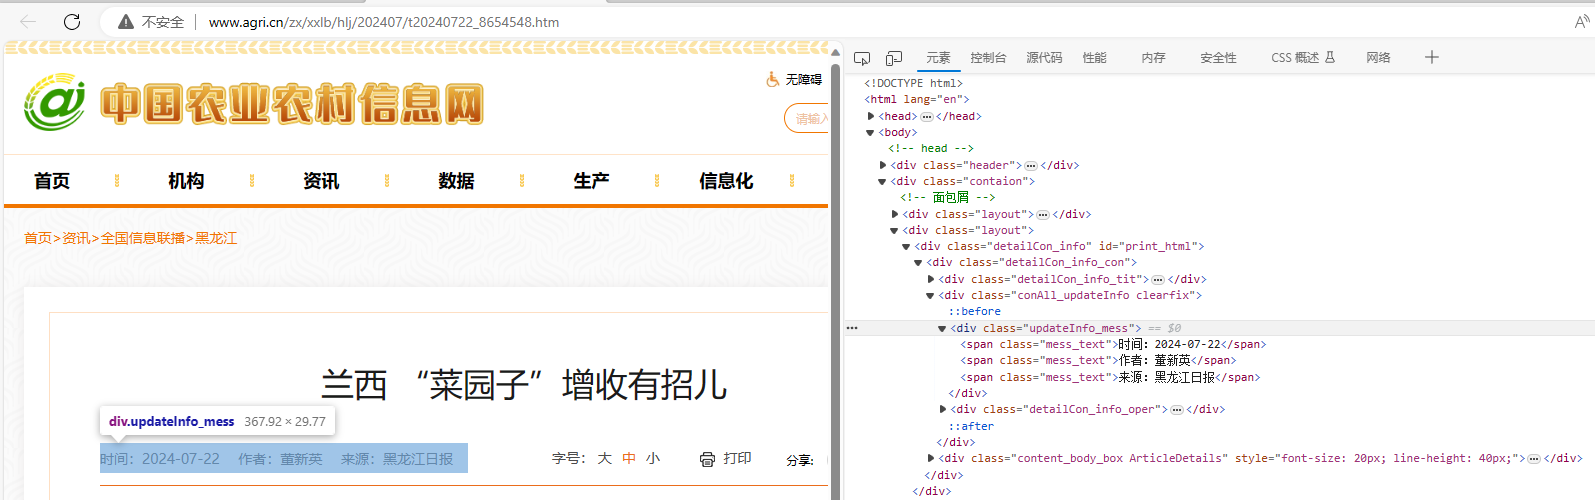 不安全 | www.agri.cn/zx/xxlb/hlj/202407/t20240722_8654548.htm
中国农业农村信息网
无障碍
请输入
首页 机构 资讯 数据 生产 信息化
首页>资讯>全国信息联播>黑龙江
兰西 “菜园子”增收有招儿
div.updateInfo_mess 367.92 × 29.77
时间：2024-07-22 作者：董新英 来源：黑龙江日报
字号： 大 中 小 打印 分享:
元素 控制台 源代码 性能 内存 安全性 CSS 概述 网络
<!DOCTYPE html>
<html lang="en">
<head>…</head>
<body>
<!-- head -->
<div class="header">…</div>
<div class="contaion">
<!-- 面包屑 -->
<div class="layout">…</div>
<div class="layout">
<div class="detailCon_info" id="print_html">
<div class="detailCon_info_con">
<div class="detailCon_info_tit">…</div>
<div class="conAll_updateInfo clearfix">
::before
<div class="updateInfo_mess"> == $0
<span class="mess_text">时间：2024-07-22</span>
<span class="mess_text">作者：董新英</span>
<span class="mess_text">来源：黑龙江日报</span>
</div>
<div class="detailCon_info_oper">…</div>
::after
</div>
<div class="content_body_box ArticleDetails" style="font-size: 20px; line-height: 40px;">…</div>
</div>
</div>